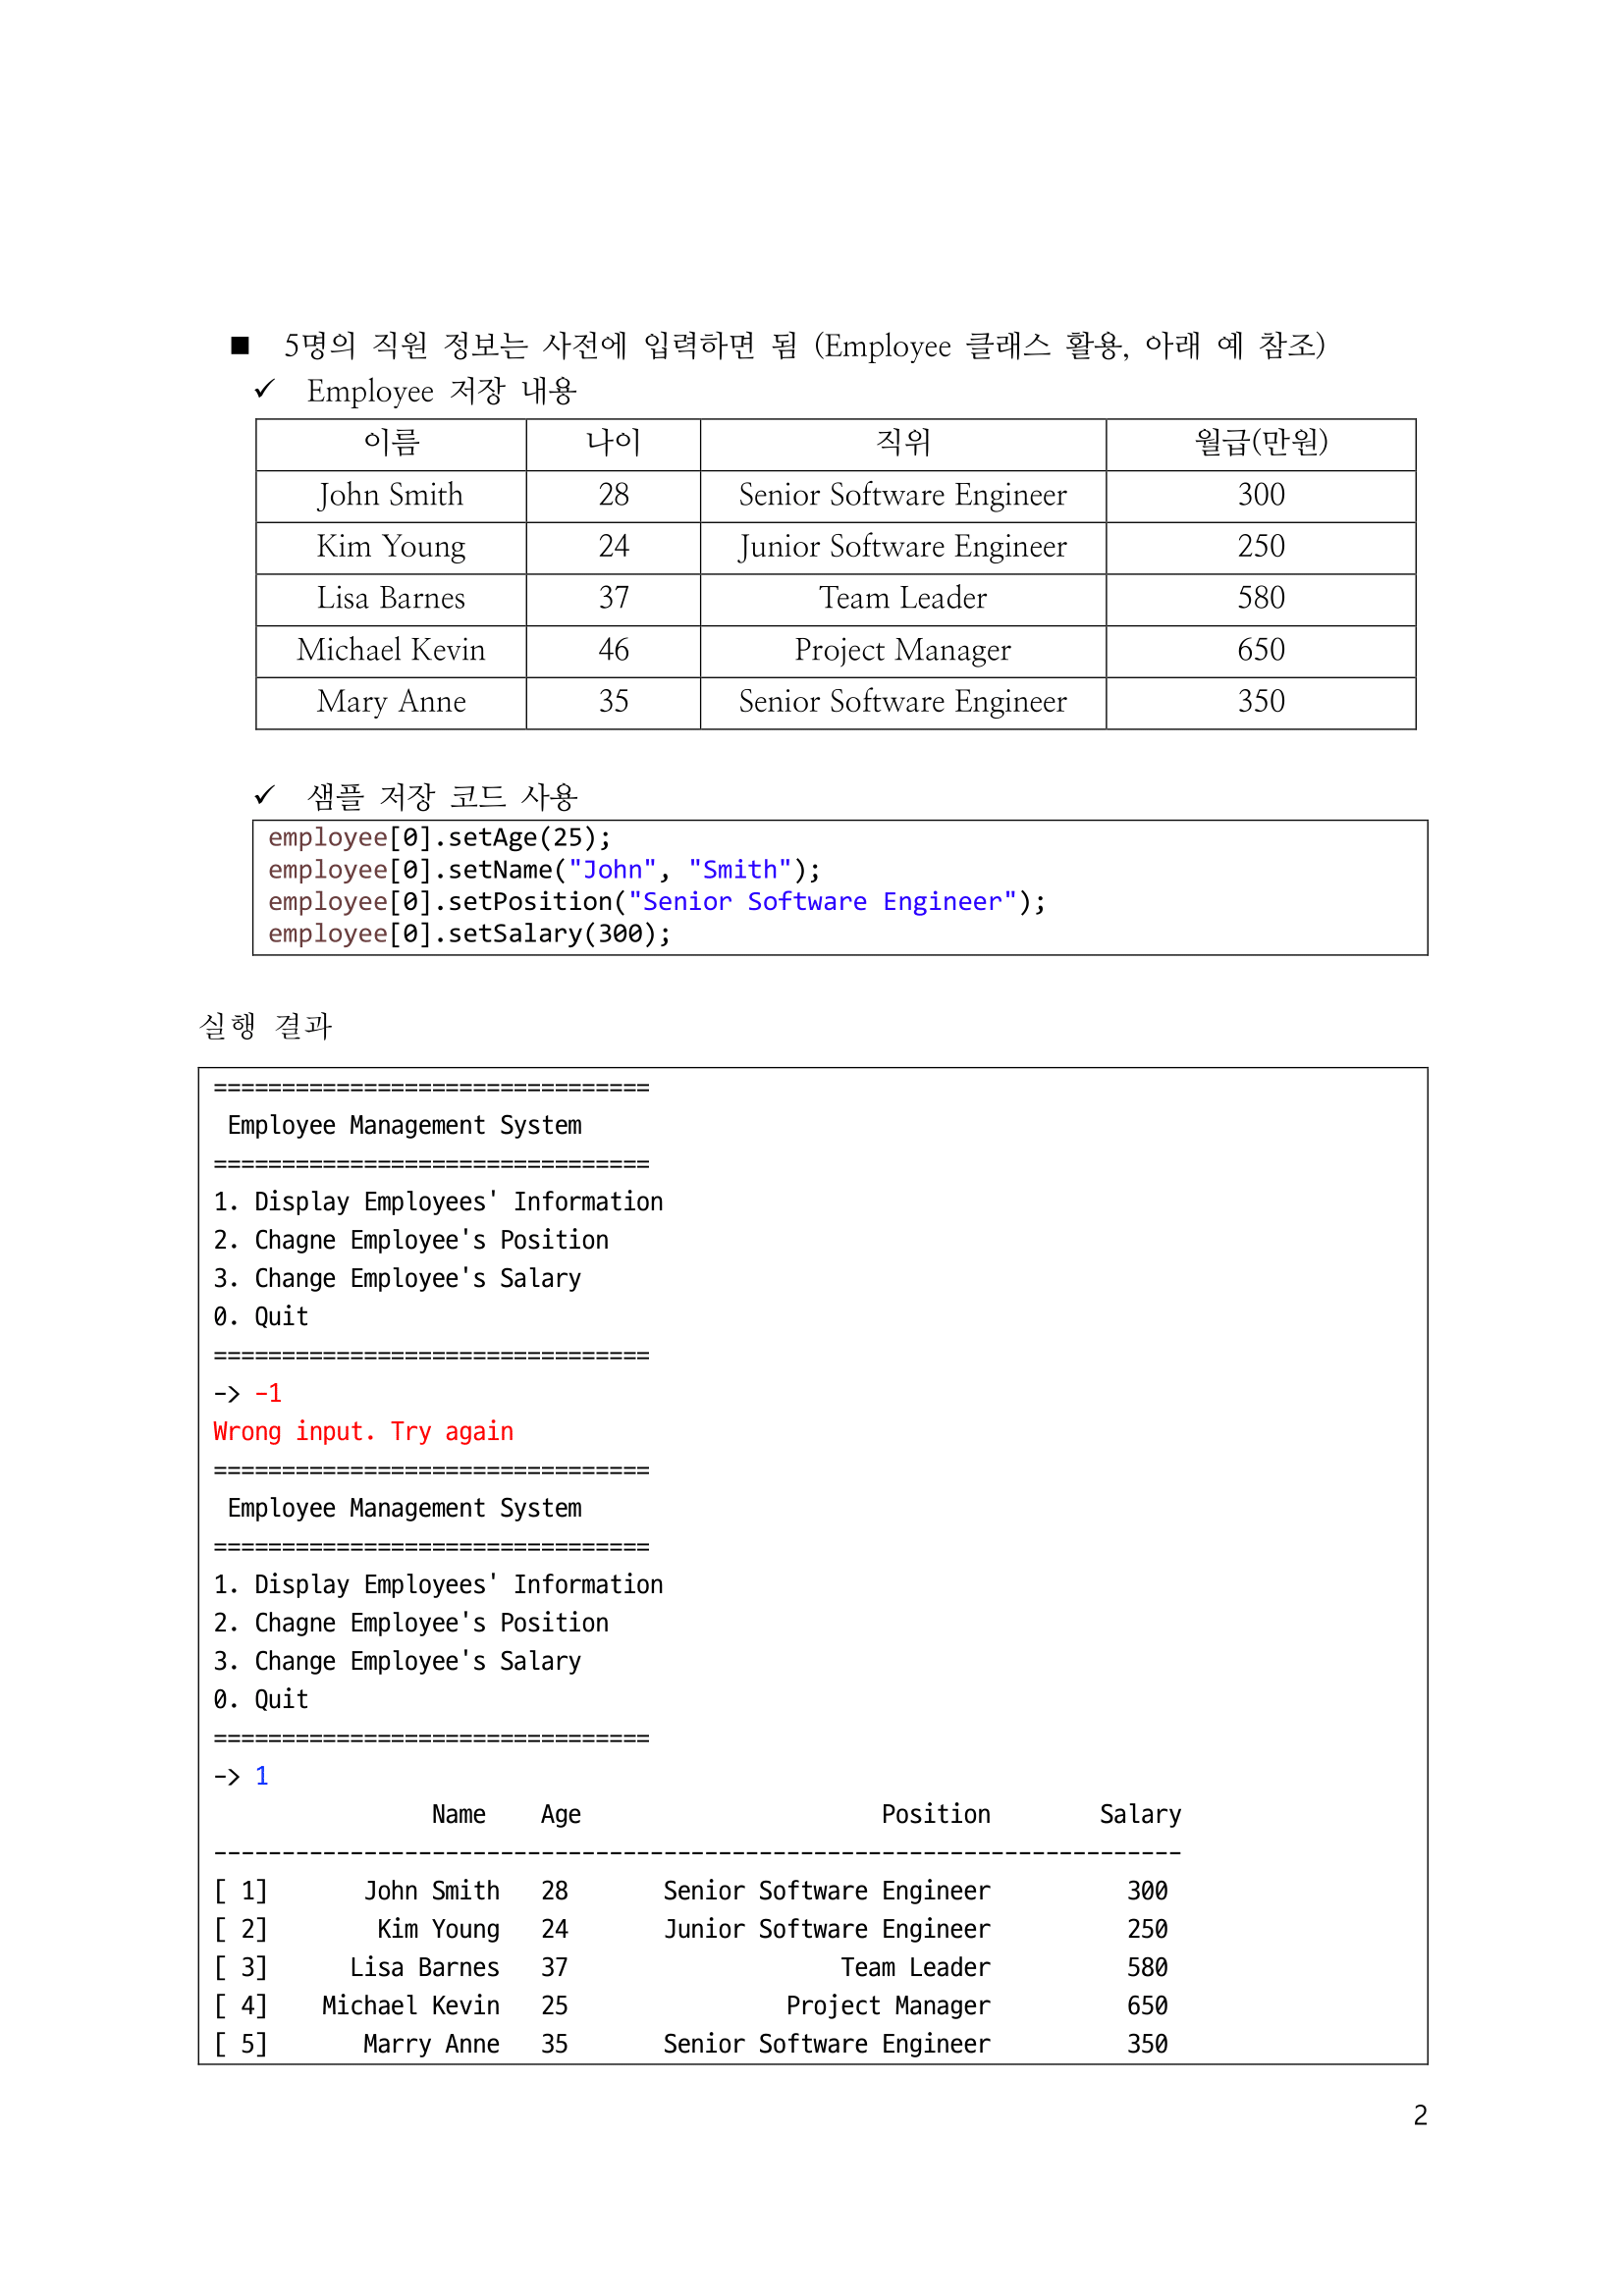 ■ 5명의 직원 정보는 사전에 입력하면 됨 (Employee 클래스 활용, 아래 예 참조)
✓ Employee 저장 내용
이름 나이 직위 월급(만원)
John Smith 28 Senior Software Engineer 300
Kim Young 24 Junior Software Engineer 250
Lisa Barnes 37 Team Leader 580
Michael Kevin 46 Project Manager 650
Mary Anne 35 Senior Software Engineer 350
✓ 샘플 저장 코드 사용
employee[0].setAge(25);
employee[0].setName("John", "Smith");
employee[0].setPosition("Senior Software Engineer");
employee[0].setSalary(300);
실행 결과
================================
Employee Management System
================================
1. Display Employees' Information
2. Chagne Employee's Position
3. Change Employee's Salary
0. Quit
================================
-> -1
Wrong input. Try again
================================
Employee Management System
================================
1. Display Employees' Information
2. Chagne Employee's Position
3. Change Employee's Salary
0. Quit
================================
-> 1
Name Age Position Salary
-----------------------------------------------------------------------
[ 1] John Smith 28 Senior Software Engineer 300
[ 2] Kim Young 24 Junior Software Engineer 250
[ 3] Lisa Barnes 37 Team Leader 580
[ 4] Michael Kevin 25 Project Manager 650
[ 5] Marry Anne 35 Senior Software Engineer 350
2